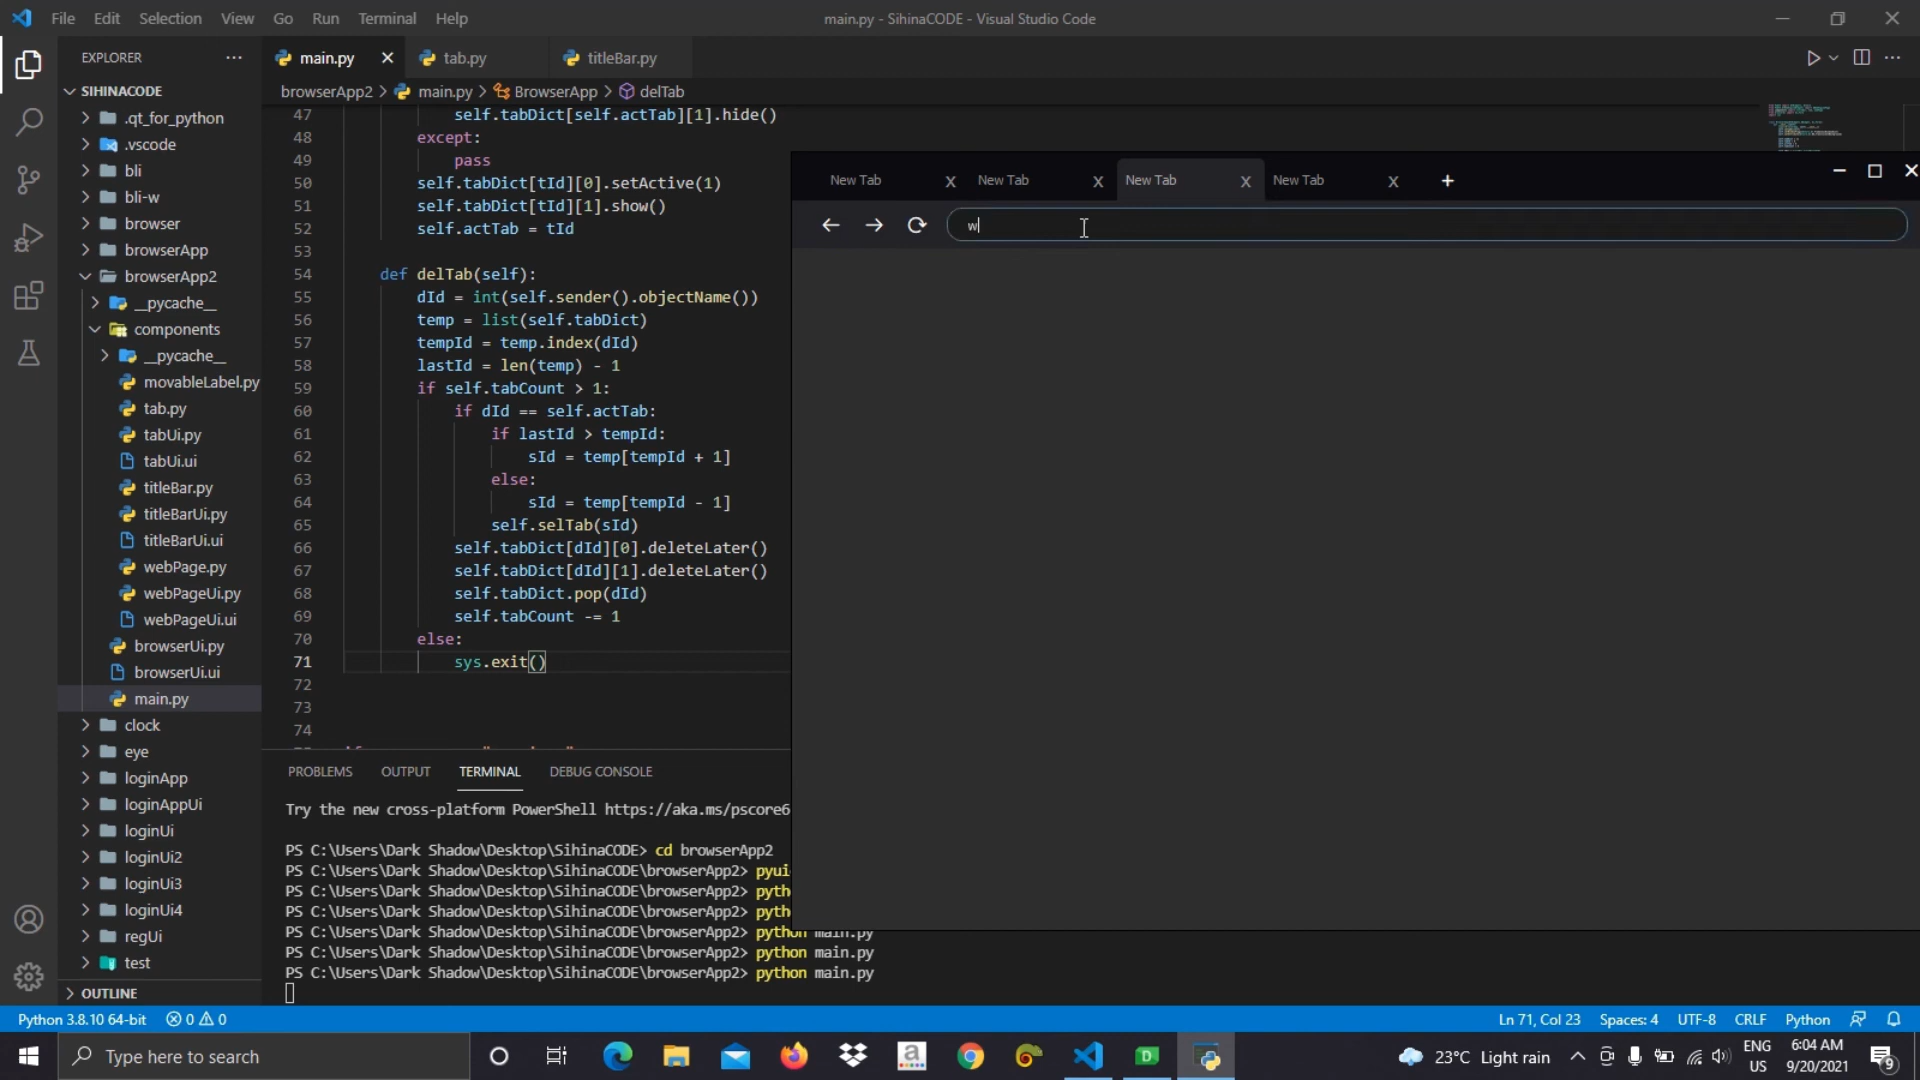 File Edit Selection View Go Run Terminal Help
main.py - SihinaCODE - Visual Studio Code
EXPLORER
SIHINACODE
.qt_for_python
.vscode
bli
bli-w
browser
browserApp
browserApp2
__pycache__
components
__pycache__
movableLabel.py
tab.py
tabUi.py
tabUi.ui
titleBar.py
titleBarUi.py
titleBarUi.ui
webPage.py
webPageUi.py
webPageUi.ui
browserUi.py
browserUi.ui
main.py
clock
eye
loginApp
loginAppUi
loginUi
loginUi2
loginUi3
loginUi4
regUi
test
OUTLINE
main.py tab.py titleBar.py
browserApp2 > main.py > BrowserApp > delTab
47 self.tabDict[self.actTab][1].hide()
48 except:
49 pass
50 self.tabDict[tId][0].setActive(1)
51 self.tabDict[tId][1].show()
52 self.actTab = tId
53
54 def delTab(self):
55 dId = int(self.sender().objectName())
56 temp = list(self.tabDict)
57 tempId = temp.index(dId)
58 lastId = len(temp) - 1
59 if self.tabCount > 1:
60 if dId == self.actTab:
61 if lastId > tempId:
62 sId = temp[tempId + 1]
63 else:
64 sId = temp[tempId - 1]
65 self.selTab(sId)
66 self.tabDict[dId][0].deleteLater()
67 self.tabDict[dId][1].deleteLater()
68 self.tabDict.pop(dId)
69 self.tabCount -= 1
70 else:
71 sys.exit()
72
73
74
New Tab x New Tab x New Tab x New Tab x +
w
PROBLEMS OUTPUT TERMINAL DEBUG CONSOLE
Try the new cross-platform PowerShell https://aka.ms/pscore6
PS C:\Users\Dark Shadow\Desktop\SihinaCODE> cd browserApp2
PS C:\Users\Dark Shadow\Desktop\SihinaCODE\browserApp2> pyui
PS C:\Users\Dark Shadow\Desktop\SihinaCODE\browserApp2> pyth
PS C:\Users\Dark Shadow\Desktop\SihinaCODE\browserApp2> pyth
PS C:\Users\Dark Shadow\Desktop\SihinaCODE\browserApp2> python main.py
PS C:\Users\Dark Shadow\Desktop\SihinaCODE\browserApp2> python main.py
PS C:\Users\Dark Shadow\Desktop\SihinaCODE\browserApp2> python main.py
Python 3.8.10 64-bit 0 0
Ln 71, Col 23 Spaces: 4 UTF-8 CRLF Python
Type here to search
23°C Light rain
ENG
US
6:04 AM
9/20/2021
9